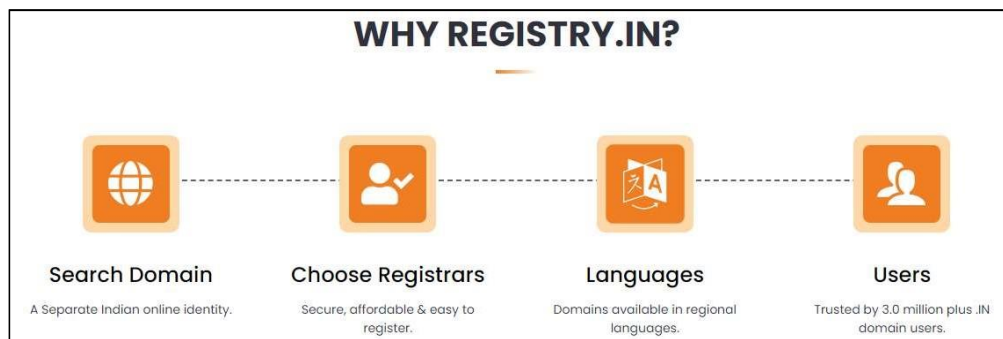 WHY REGISTRY.IN?
Search Domain
A Separate Indian online identity.
Choose Registrars
Secure, affordable & easy to
register.
Languages
Domains available in regional
languages.
Users
Trusted by 3.0 million plus .IN
domain users.